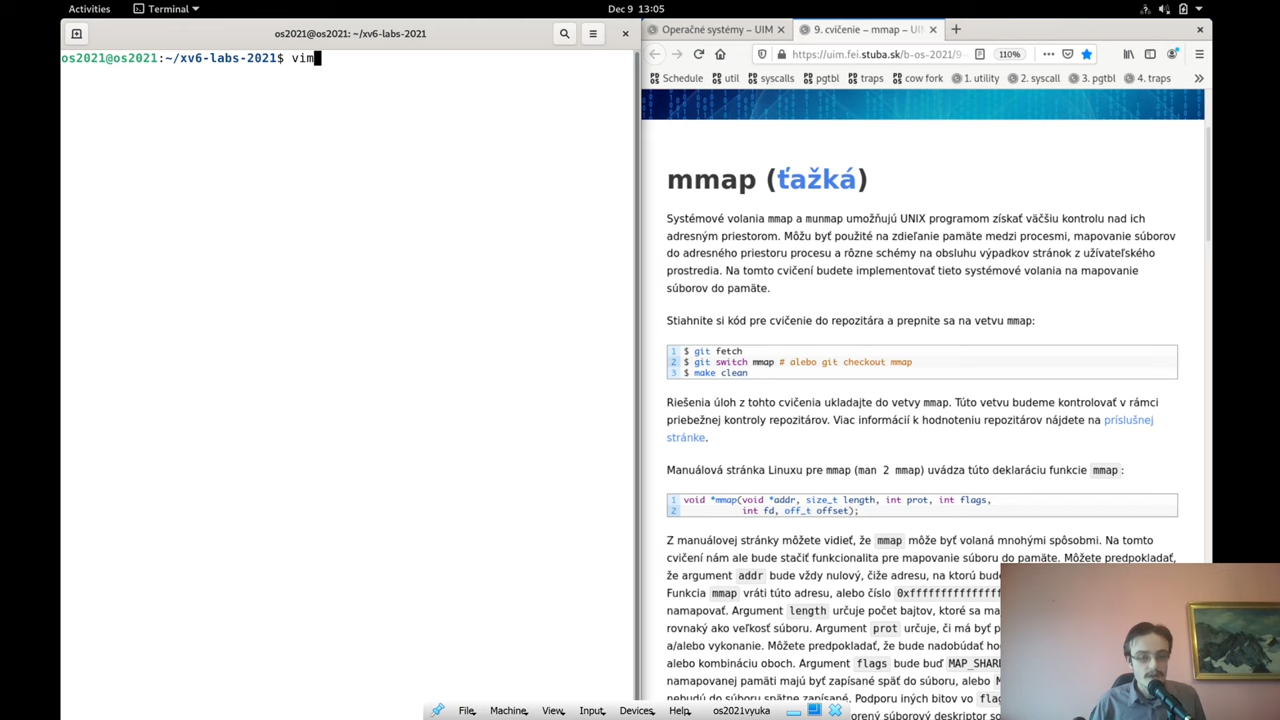 Activities
Terminal
Dec 9 13:05
os2021@os2021: ~/xv6-labs-2021
os2021@os2021:~/xv6-labs-2021$ vim
Operačné systémy – UIM
9. cvičenie – mmap – UI
https://uim.fei.stuba.sk/b-os-2021/9-
110%
Schedule
util
syscalls
pgtbl
traps
cow fork
1. utility
2. syscall
3. pgtbl
4. traps
mmap (ťažká)
Systémové volania mmap a munmap umožňujú UNIX programom získať väčšiu kontrolu nad ich
adresným priestorom. Môžu byť použité na zdieľanie pamäte medzi procesmi, mapovanie súborov
do adresného priestoru procesu a rôzne schémy na obsluhu výpadkov stránok z užívateľského
prostredia. Na tomto cvičení budete implementovať tieto systémové volania na mapovanie
súborov do pamäte.
Stiahnite si kód pre cvičenie do repozitára a prepnite sa na vetvu mmap:
1 $ git fetch
2 $ git switch mmap # alebo git checkout mmap
3 $ make clean
Riešenia úloh z tohto cvičenia ukladajte do vetvy mmap. Túto vetvu budeme kontrolovať v rámci
priebežnej kontroly repozitárov. Viac informácií k hodnoteniu repozitárov nájdete na príslušnej
stránke.
Manuálová stránka Linuxu pre mmap (man 2 mmap) uvádza túto deklaráciu funkcie mmap:
1 void *mmap(void *addr, size_t length, int prot, int flags,
2 int fd, off_t offset);
Z manuálovej stránky môžete vidieť, že mmap môže byť volaná mnohými spôsobmi. Na tomto
cvičení nám ale bude stačiť funkcionalita pre mapovanie súboru do pamäte. Môžete predpokladať,
že argument addr bude vždy nulový, čiže adresu, na ktorú bude
Funkcia mmap vráti túto adresu, alebo číslo 0xffffffffffffff
namapovať. Argument length určuje počet bajtov, ktoré sa ma
rovnaký ako veľkosť súboru. Argument prot určuje, či má byť p
a/alebo vykonanie. Môžete predpokladať, že bude nadobúdať ho
alebo kombináciu oboch. Argument flags bude buď MAP_SHARE
namapovanej pamäti majú byť zapísané späť do súboru, alebo M
nebudú do súboru spätne zapísané. Podporu iných bitov vo flag
orený súborový deskriptor so
File
Machine
View
Input
Devices
Help
os2021vyuka